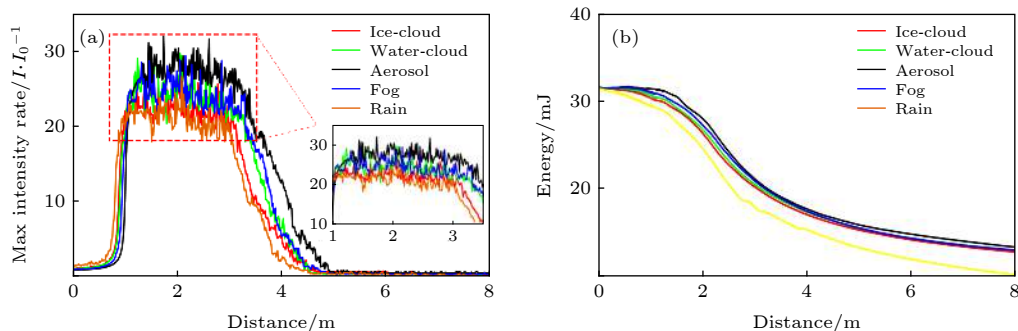 (a)
Ice-cloud
Water-cloud
Aerosol
Fog
Rain
Max intensity rate/I·I₀⁻¹
30
20
10
0 2 4 6 8
Distance/m
30
20
10
1 2 3
(b)
Ice-cloud
Water-cloud
Aerosol
Fog
Rain
Energy/mJ
40
30
20
0 2 4 6 8
Distance/m